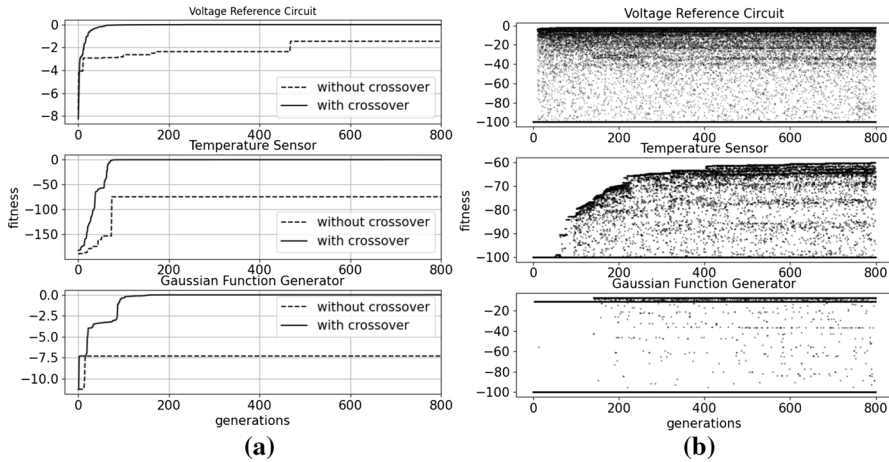 Voltage Reference Circuit
0
−2
−4
−6
−8
without crossover
with crossover
0 200 400 600 800
Temperature Sensor
0
−50
−100
−150
fitness
without crossover
with crossover
0 200 400 600 800
Gaussian Function Generator
0.0
−2.5
−5.0
−7.5
−10.0
without crossover
with crossover
0 200 400 600 800
generations
(a)
Voltage Reference Circuit
−20
−40
−60
−80
−100
0 200 400 600 800
Temperature Sensor
−60
−70
−80
−90
−100
fitness
0 200 400 600 800
Gaussian Function Generator
−20
−40
−60
−80
−100
0 200 400 600 800
generations
(b)